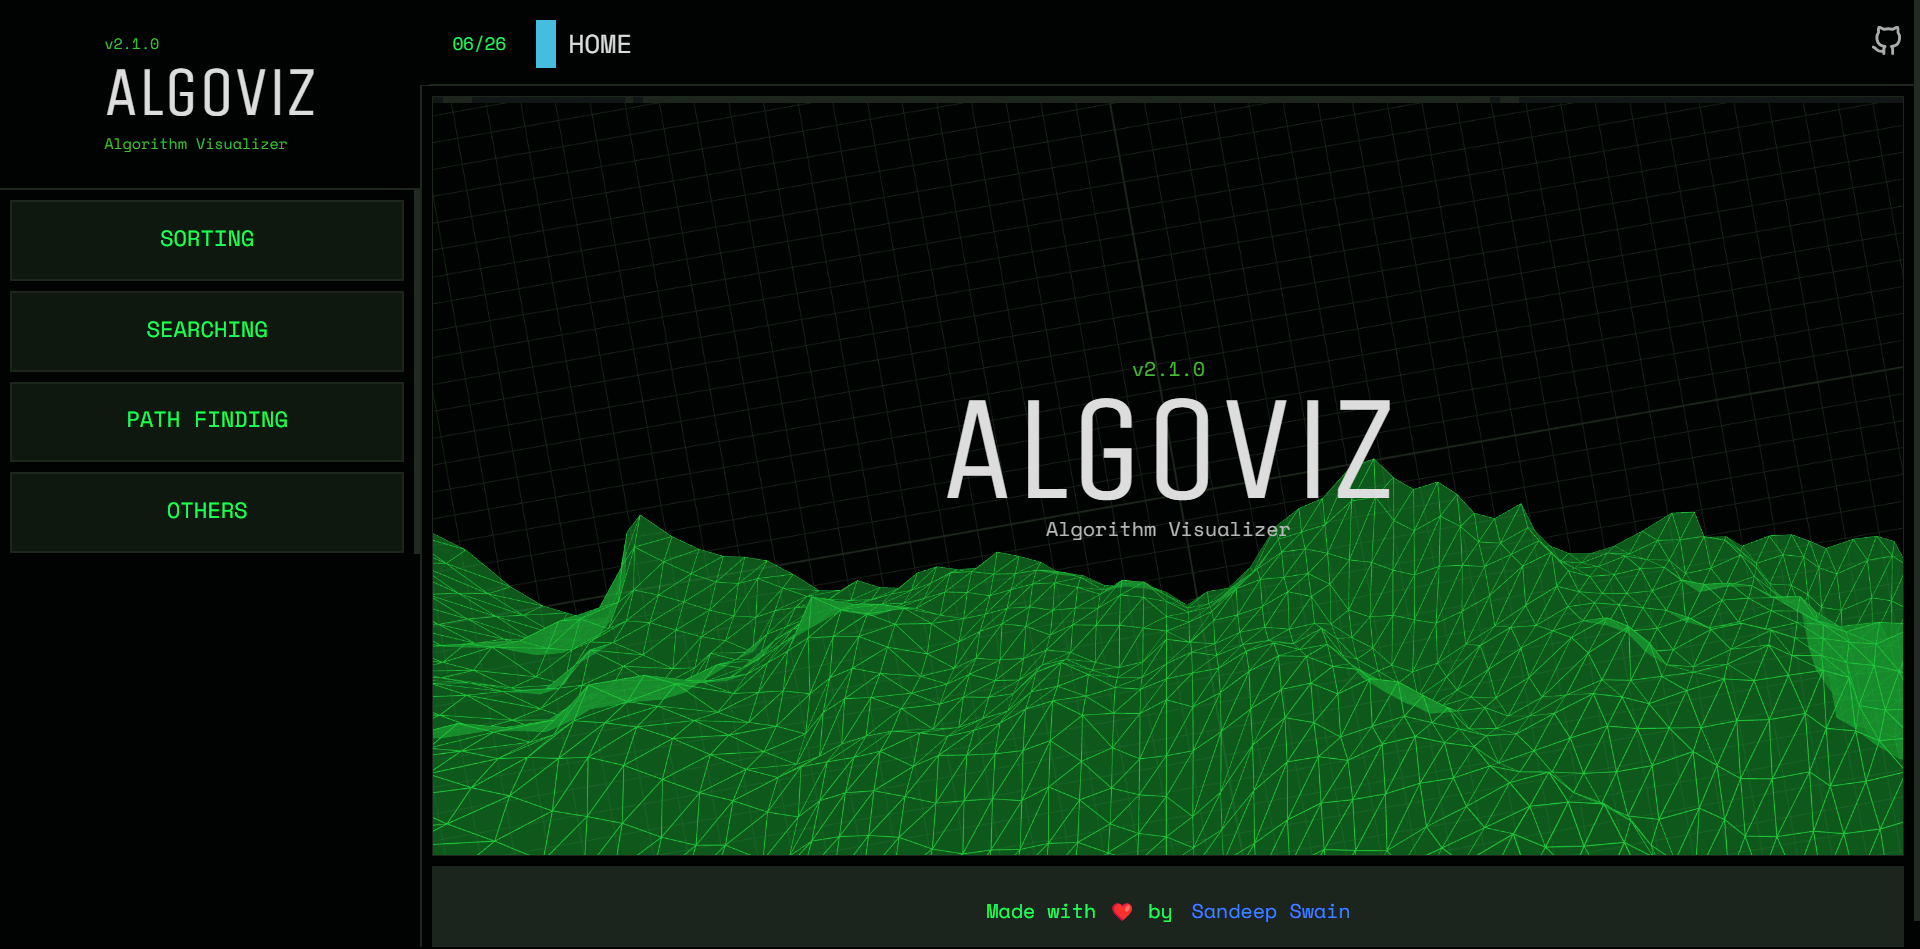 v2.1.0
ALGOVIZ
Algorithm Visualizer
SORTING
SEARCHING
PATH FINDING
OTHERS
06/26 HOME
v2.1.0
ALGOVIZ
Algorithm Visualizer
Made with ❤️ by Sandeep Swain